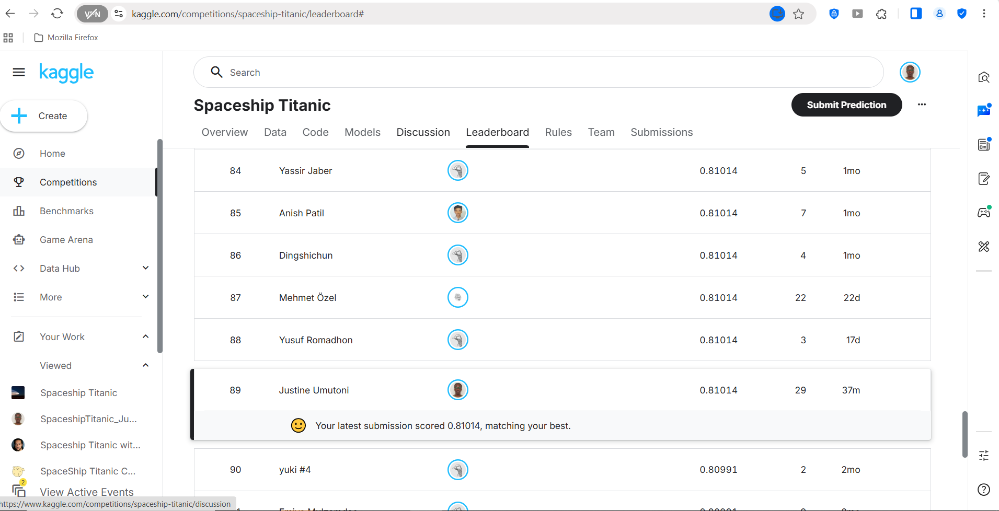 VPN
kaggle.com/competitions/spaceship-titanic/leaderboard#
Mozilla Firefox
kaggle
Search
Create
Spaceship Titanic
Submit Prediction
Overview
Data
Code
Models
Discussion
Leaderboard
Rules
Team
Submissions
Home
Competitions
Benchmarks
Game Arena
Data Hub
More
Your Work
Viewed
Spaceship Titanic
SpaceshipTitanic_Ju...
Spaceship Titanic wit...
SpaceShip Titanic C...
2
View Active Events
84 Yassir Jaber 0.81014 5 1mo
85 Anish Patil 0.81014 7 1mo
86 Dingshichun 0.81014 4 1mo
87 Mehmet Özel 0.81014 22 22d
88 Yusuf Romadhon 0.81014 3 17d
89 Justine Umutoni 0.81014 29 37m
Your latest submission scored 0.81014, matching your best.
90 yuki #4 0.80991 2 2mo
https://www.kaggle.com/competitions/spaceship-titanic/discussion